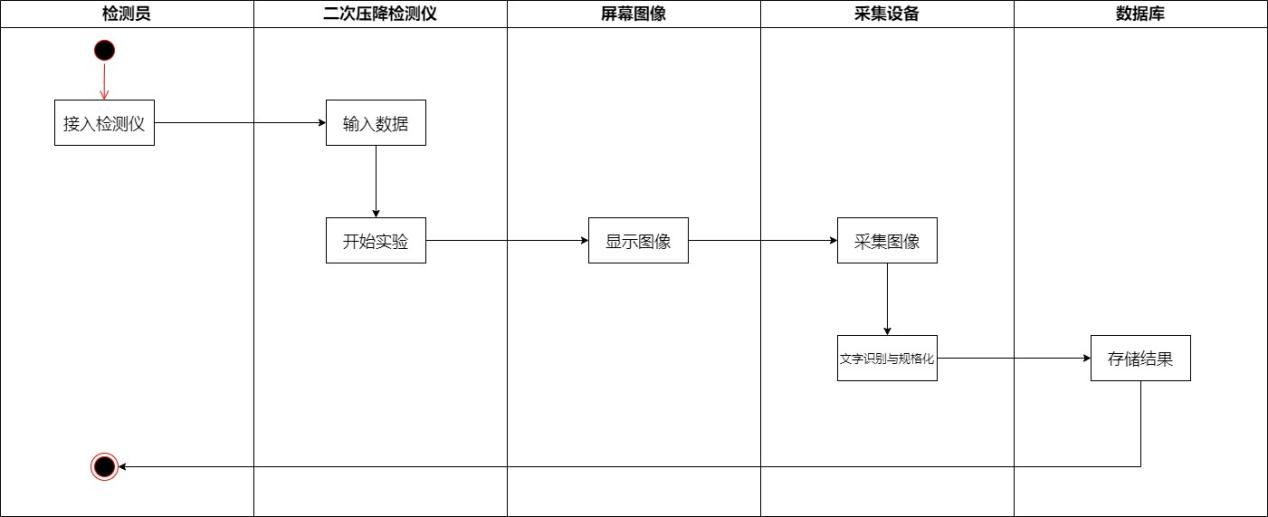 检测员
二次压降检测仪
屏幕图像
采集设备
数据库
接入检测仪
输入数据
开始实验
显示图像
采集图像
文字识别与规格化
存储结果